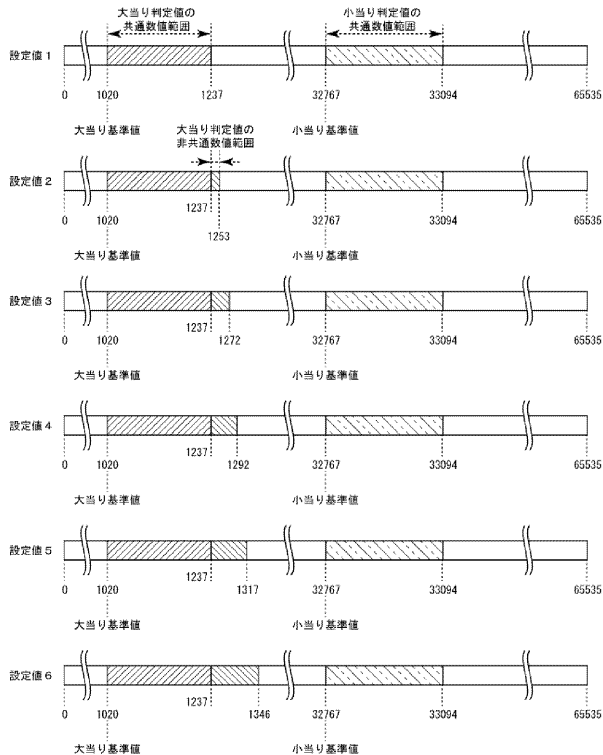 大当り判定値の
共通数値範囲
小当り判定値の
共通数値範囲
設定値1
0 1020 1237 32767 33094 65535
大当り基準値 小当り基準値
大当り判定値の
非共通数値範囲
設定値2
0 1020 1237 1253 32767 33094 65535
大当り基準値 小当り基準値
設定値3
0 1020 1237 1272 32767 33094 65535
大当り基準値 小当り基準値
設定値4
0 1020 1237 1292 32767 33094 65535
大当り基準値 小当り基準値
設定値5
0 1020 1237 1317 32767 33094 65535
大当り基準値 小当り基準値
設定値6
0 1020 1237 1346 32767 33094 65535
大当り基準値 小当り基準値